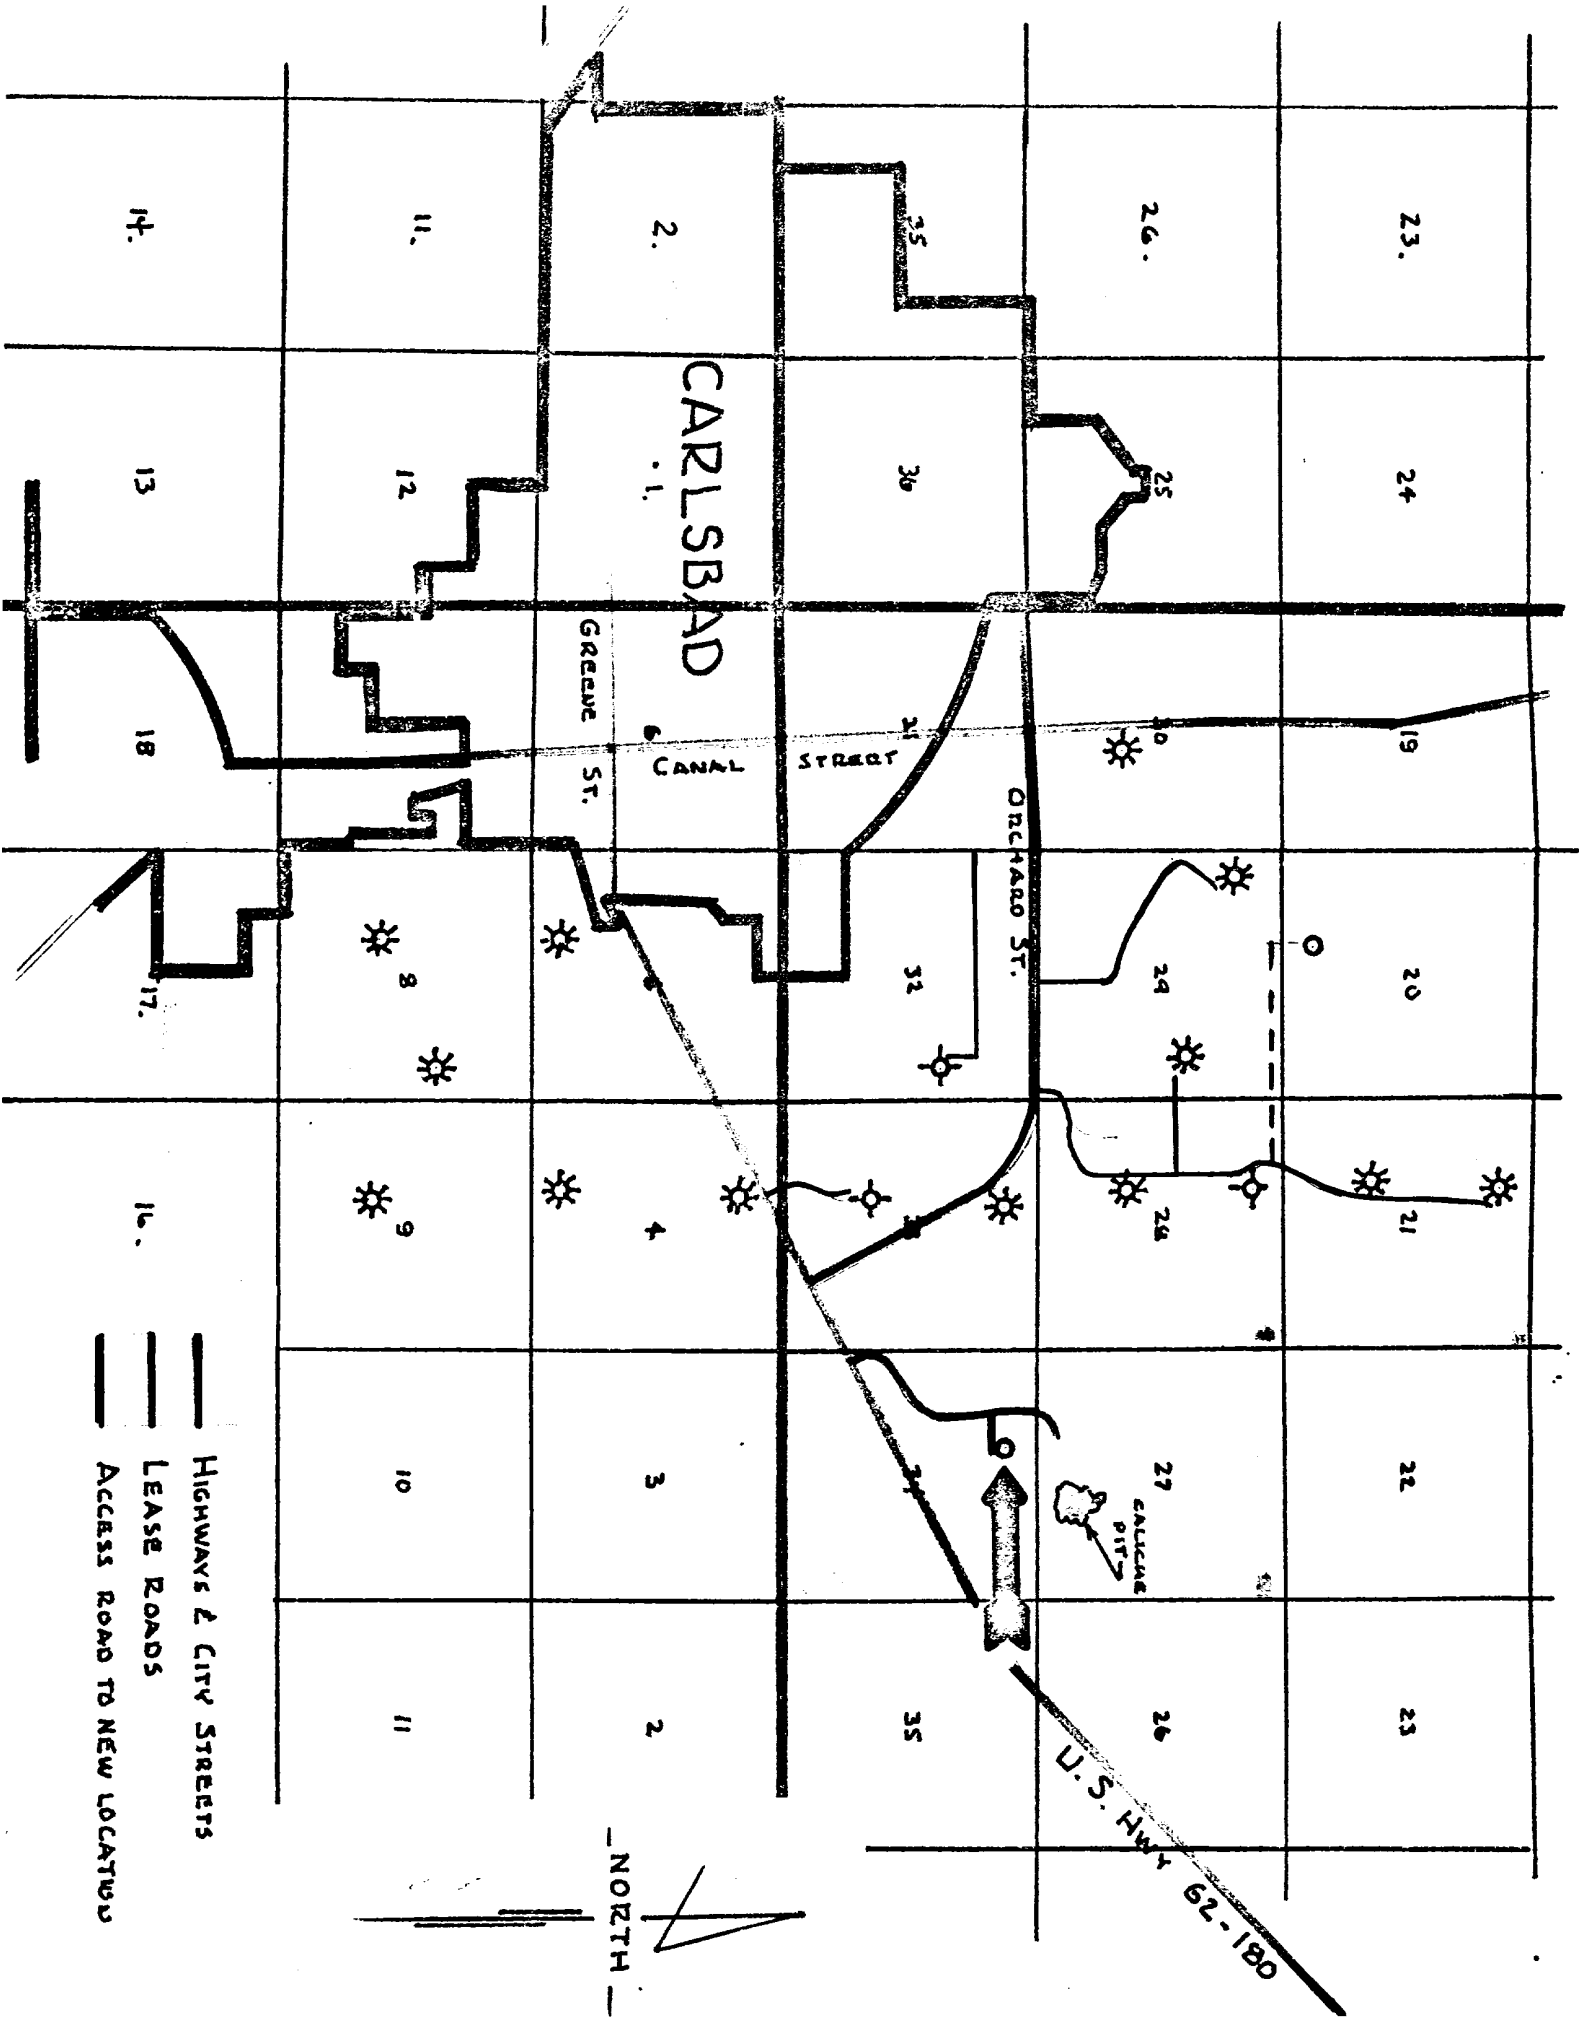 23. 24 19 20 21 22 23
26. 25 30 29 28 27 26
CALICHE
PIT
U.S. HWY 62-180
ORCHARD ST.
35 36 31 32 34 35
CANAL STREET
CARLSBAD
2. 1. 6 4 3 2
GREENE ST.
— NORTH —
11. 12 8 9 10 11
14. 13 18 17. 16.
HIGHWAYS & CITY STREETS
LEASE ROADS
ACCESS ROAD TO NEW LOCATION